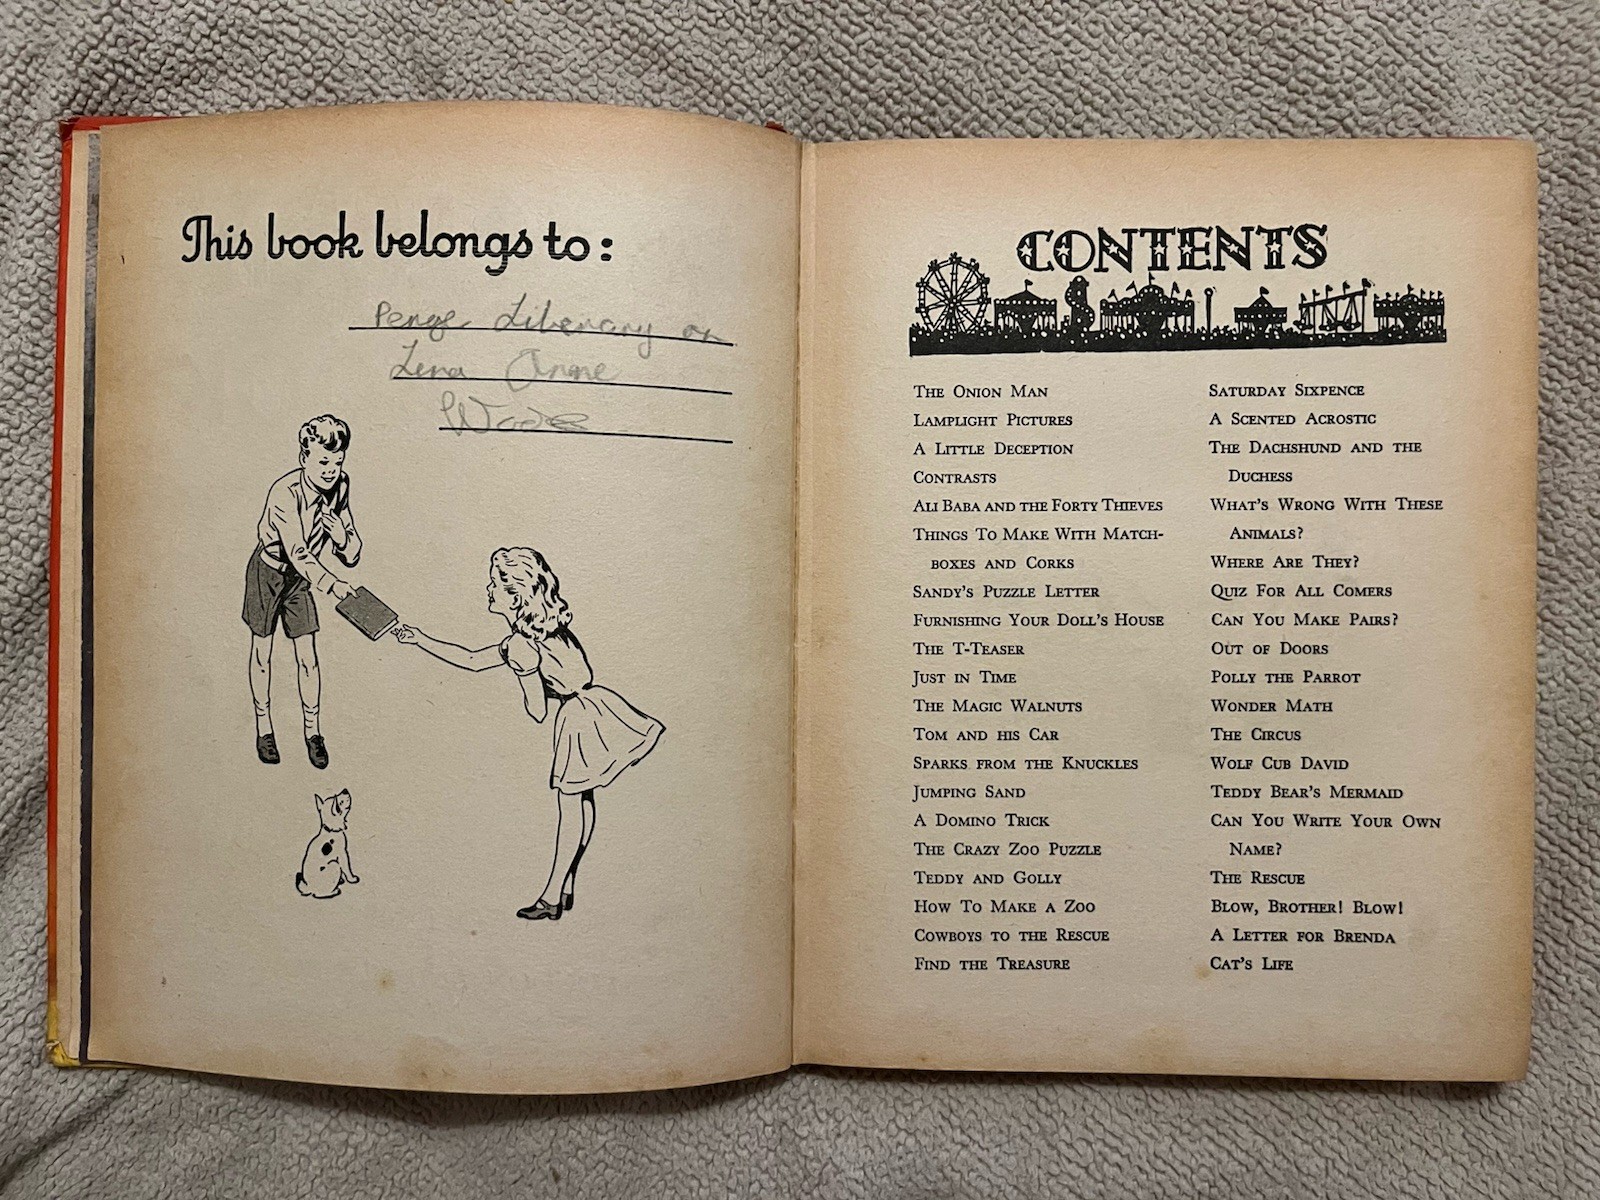 This book belongs to:
Penge Liberary or
Lena Anne
Woods
CONTENTS
THE ONION MAN
LAMPLIGHT PICTURES
A LITTLE DECEPTION
CONTRASTS
ALI BABA AND THE FORTY THIEVES
THINGS TO MAKE WITH MATCH-
BOXES AND CORKS
SANDY'S PUZZLE LETTER
FURNISHING YOUR DOLL'S HOUSE
THE T-TEASER
JUST IN TIME
THE MAGIC WALNUTS
TOM AND HIS CAR
SPARKS FROM THE KNUCKLES
JUMPING SAND
A DOMINO TRICK
THE CRAZY ZOO PUZZLE
TEDDY AND GOLLY
HOW TO MAKE A ZOO
COWBOYS TO THE RESCUE
FIND THE TREASURE
SATURDAY SIXPENCE
A SCENTED ACROSTIC
THE DACHSHUND AND THE
DUCHESS
WHAT'S WRONG WITH THESE
ANIMALS?
WHERE ARE THEY?
QUIZ FOR ALL COMERS
CAN YOU MAKE PAIRS?
OUT OF DOORS
POLLY THE PARROT
WONDER MATH
THE CIRCUS
WOLF CUB DAVID
TEDDY BEAR'S MERMAID
CAN YOU WRITE YOUR OWN
NAME?
THE RESCUE
BLOW, BROTHER! BLOW!
A LETTER FOR BRENDA
CAT'S LIFE